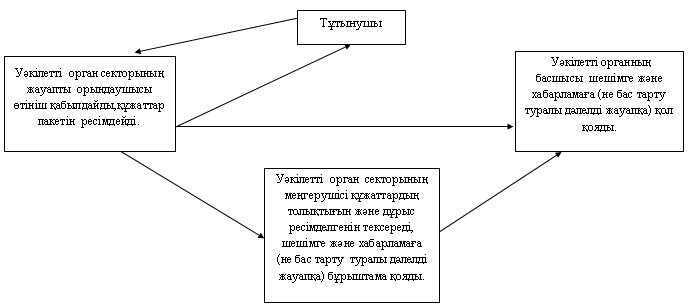 Тұтынушы
Уәкілетті орган секторының
жауапты орындаушысы
өтініш қабылдайды,құжаттар
пакетін ресімдейді.
Уәкілетті органның
басшысы шешімге және
хабарламаға (не бас тарту
туралы дәлелді жауапқа) қол
қояды.
Уәкілетті орган секторының
меңгерушісі құжаттардың
толықтығын және дұрыс
ресімделгенін тексереді,
шешімге және хабарламаға
(не бас тарту туралы дәлелді
жауапқа) бұрыштама қояды.